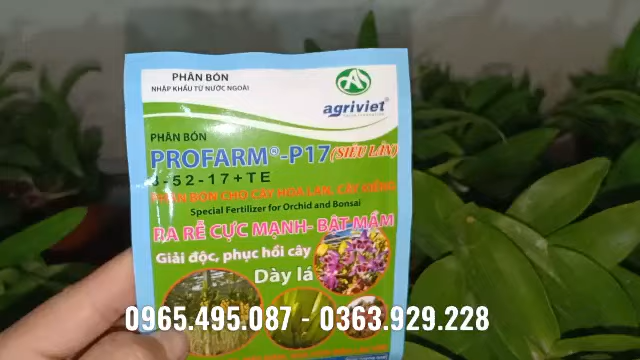 PHÂN BÓN
NHẬP KHẨU TỪ NƯỚC NGOÀI
agriviet
PHÂN BÓN
PROFARM®-P17 (SIÊU LÂN)
-52-17+TE
PHÂN BÓN CHO CÂY HOA LAN, CÂY KIỂNG
Special Fertilizer for Orchid and Bonsai
RA RỄ CỰC MẠNH- BẬT MẦM
Giải độc, phục hồi cây
Dày lá
0965.495.087 - 0363.929.228